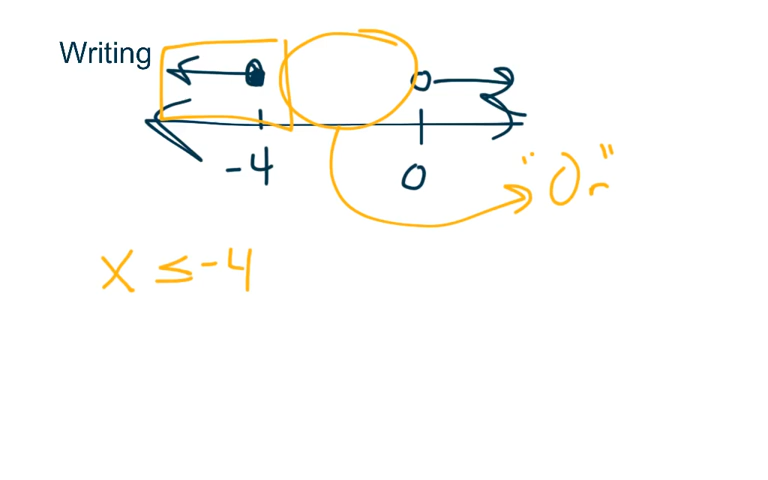 Writing
-4
0
"Or"
X ≤ -4